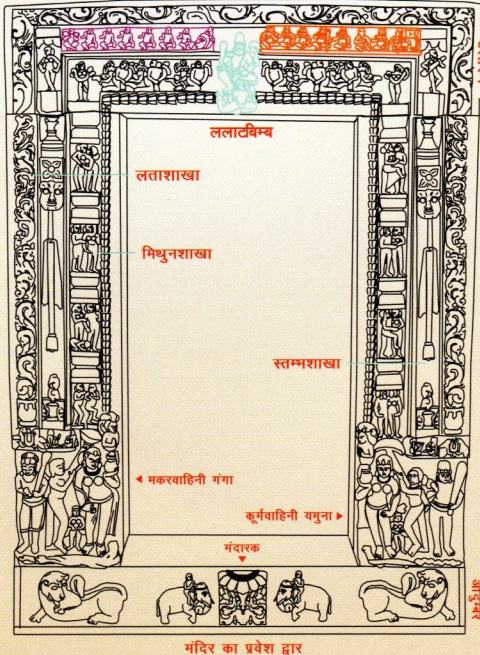 ललाटबिम्ब
लताशाखा
मिथुनशाखा
स्तम्भशाखा
मकरवाहिनी गंगा
कूर्मवाहिनी यमुना
मंदारक
मंदिर का प्रवेश द्वार